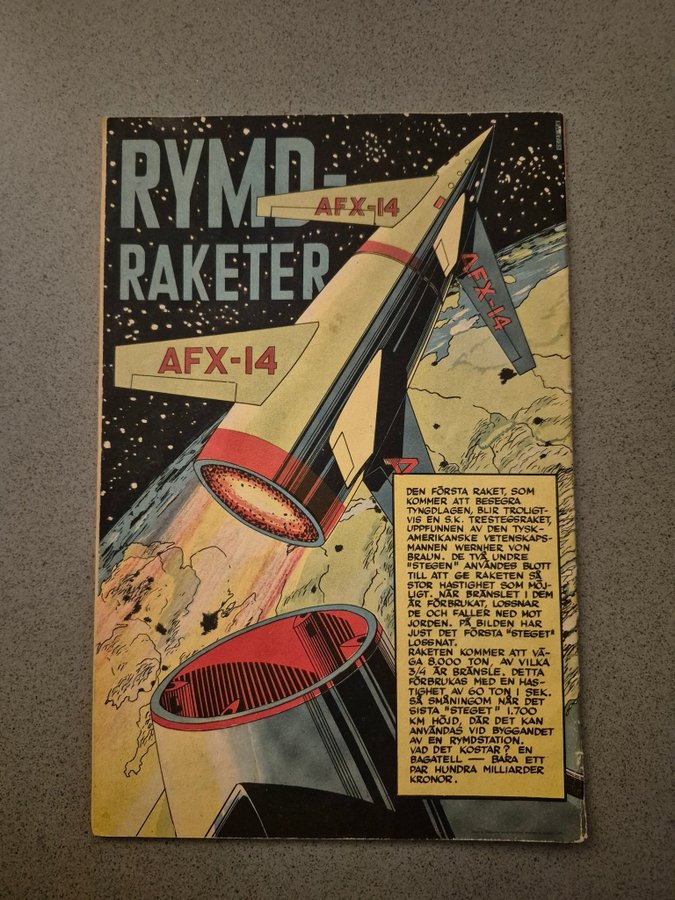 RYMD-
RAKETER
AFX-14
AFX-14
AFX-14
DEN FÖRSTA RAKET, SOM
KOMMER ATT BESEGRA
TYNGDLAGEN, BLIR TROLIGT-
VIS EN S.K. TRESTEGSRAKET,
UPPFUNNEN AV DEN TYSK-
AMERIKANSKE VETENSKAPS-
MANNEN WERNHER VON
BRAUN. DE TVÅ UNDRE
"STEGEN" ANVÄNDES BLOTT
TILL ATT GE RAKETEN SÅ
STOR HASTIGHET SOM MÖJ-
LIGT. NÄR BRÄNSLET I DEM
ÄR FÖRBRUKAT, LOSSNAR
DE OCH FALLER NED MOT
JORDEN. PÅ BILDEN HAR
JUST DET FÖRSTA "STEGET"
LOSSNAT.
RAKETEN KOMMER ATT VÄ-
GA 8.000 TON, AV VILKA
3/4 ÄR BRÄNSLE. DETTA
FÖRBRUKAS MED EN HAS-
TIGHET AV 60 TON I SEK.
SÅ SMÅNINGOM NÅR DET
SISTA "STEGET" 1.700
KM HÖJD, DÄR DET KAN
ANVÄNDAS VID BYGGANDET
AV EN RYMDSTATION.
VAD DET KOSTAR? EN
BAGATELL — BARA ETT
PAR HUNDRA MILLIARDER
KRONOR.